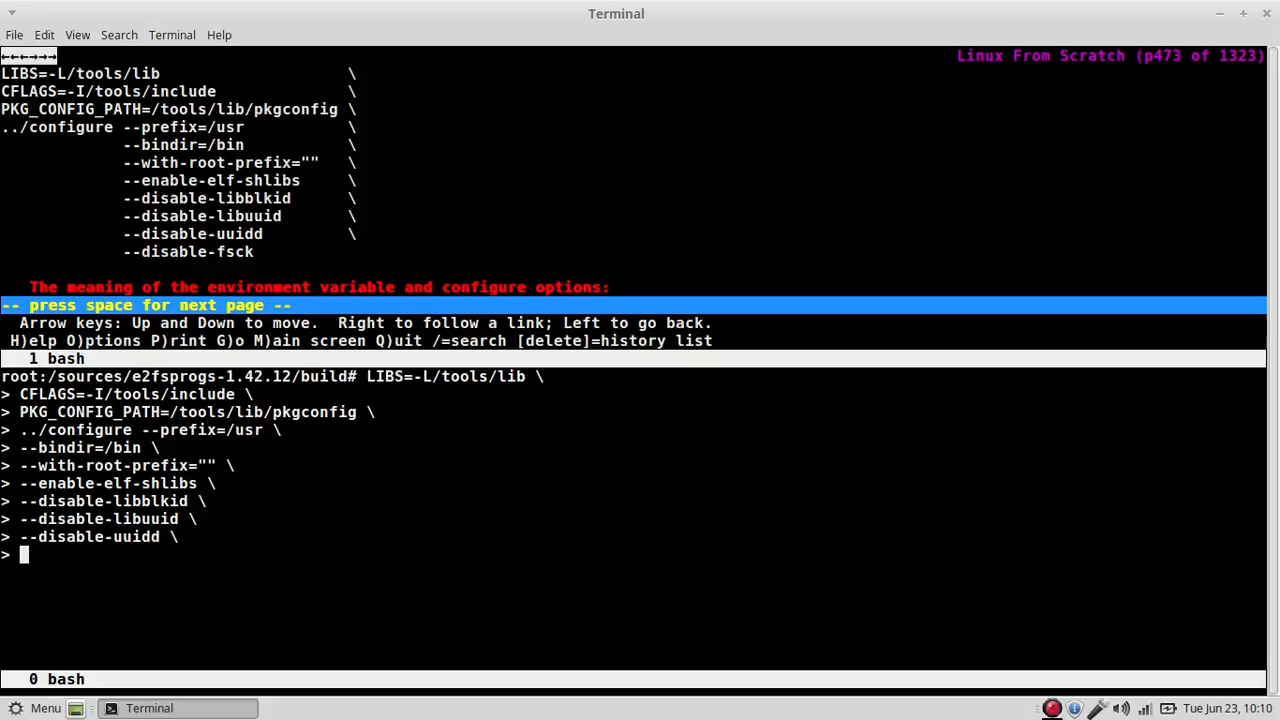 Terminal
File Edit View Search Terminal Help
←←←→→→ Linux From Scratch (p473 of 1323)
LIBS=-L/tools/lib \
CFLAGS=-I/tools/include \
PKG_CONFIG_PATH=/tools/lib/pkgconfig \
../configure --prefix=/usr \
--bindir=/bin \
--with-root-prefix="" \
--enable-elf-shlibs \
--disable-libblkid \
--disable-libuuid \
--disable-uuidd \
--disable-fsck
The meaning of the environment variable and configure options:
-- press space for next page --
Arrow keys: Up and Down to move. Right to follow a link; Left to go back.
H)elp O)ptions P)rint G)o M)ain screen Q)uit /=search [delete]=history list
1 bash
root:/sources/e2fsprogs-1.42.12/build# LIBS=-L/tools/lib \
> CFLAGS=-I/tools/include \
> PKG_CONFIG_PATH=/tools/lib/pkgconfig \
> ../configure --prefix=/usr \
> --bindir=/bin \
> --with-root-prefix="" \
> --enable-elf-shlibs \
> --disable-libblkid \
> --disable-libuuid \
> --disable-uuidd \
>
0 bash
Menu Terminal Tue Jun 23, 10:10